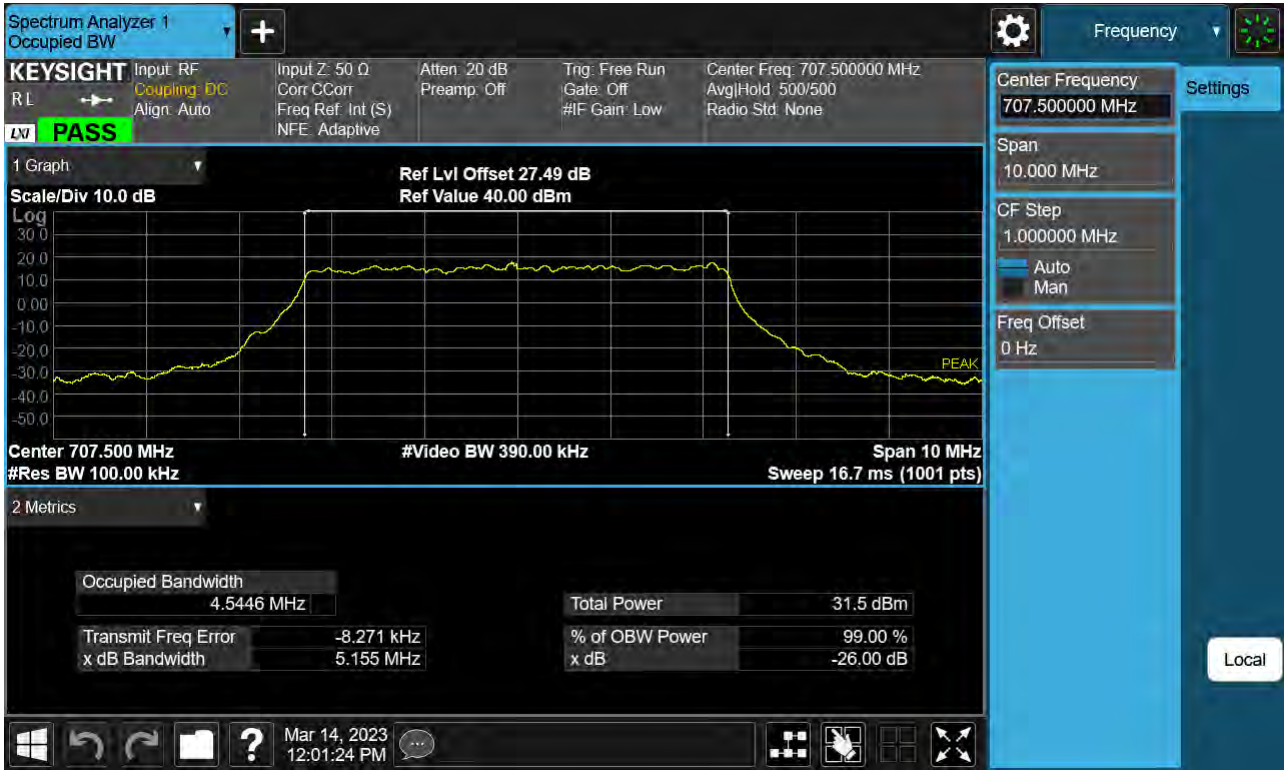 Spectrum Analyzer 1
Occupied BW
+
Frequency
KEYSIGHT
RL
LXI
PASS
Input: RF
Coupling: DC
Align: Auto
Input Z: 50 Ω
Corr CCorr
Freq Ref: Int (S)
NFE: Adaptive
Atten: 20 dB
Preamp: Off
Trig: Free Run
Gate: Off
#IF Gain: Low
Center Freq: 707.500000 MHz
Avg|Hold: 500/500
Radio Std: None
1 Graph
Scale/Div 10.0 dB
Ref Lvl Offset 27.49 dB
Ref Value 40.00 dBm
Log
30.0
20.0
10.0
0.00
-10.0
-20.0
-30.0
-40.0
-50.0
PEAK
Center 707.500 MHz
#Video BW 390.00 kHz
Span 10 MHz
#Res BW 100.00 kHz
Sweep 16.7 ms (1001 pts)
2 Metrics
Occupied Bandwidth
4.5446 MHz
Transmit Freq Error -8.271 kHz
x dB Bandwidth 5.155 MHz
Total Power 31.5 dBm
% of OBW Power 99.00 %
x dB -26.00 dB
Center Frequency
707.500000 MHz
Span
10.000 MHz
CF Step
1.000000 MHz
Auto
Man
Freq Offset
0 Hz
Settings
Local
?
Mar 14, 2023
12:01:24 PM